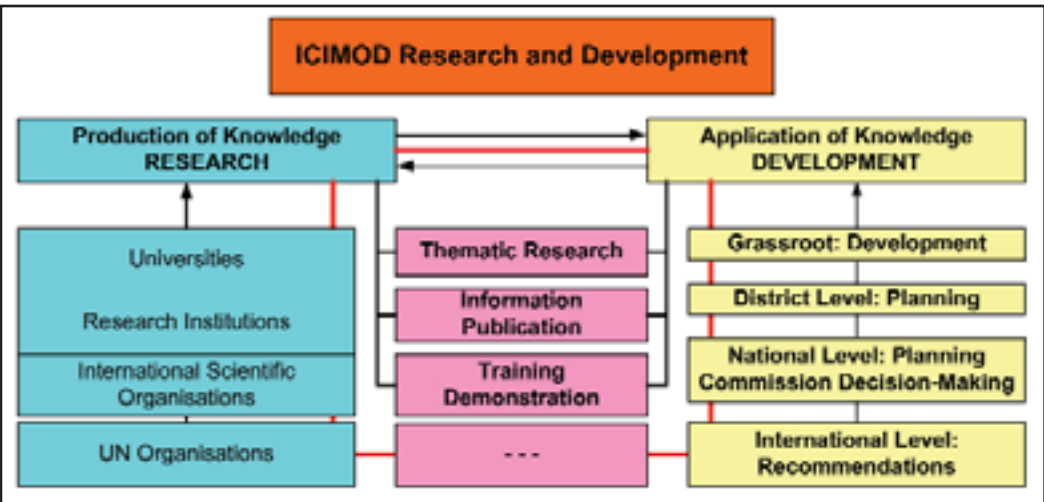 ICIMOD Research and Development
Production of Knowledge
RESEARCH
Application of Knowledge
DEVELOPMENT
Universities
Research Institutions
International Scientific
Organisations
UN Organisations
Thematic Research
Information
Publication
Training
Demonstration
- - -
Grassroot: Development
District Level: Planning
National Level: Planning
Commission Decision-Making
International Level:
Recommendations